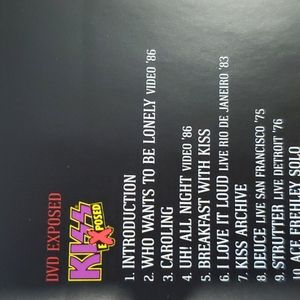 DVD EXPOSED
KISS
EXPOSED
1. INTRODUCTION
2. WHO WANTS TO BE LONELY VIDEO '86
3. CAROLING
4. UH! ALL NIGHT VIDEO '86
5. BREAKFAST WITH KISS
6. I LOVE IT LOUD LIVE RIO DE JANEIRO '83
7. KISS ARCHIVE
8. DEUCE LIVE SAN FRANCISCO '75
9. STRUTTER LIVE DETROIT '76
ACE FREHLEY SOLO